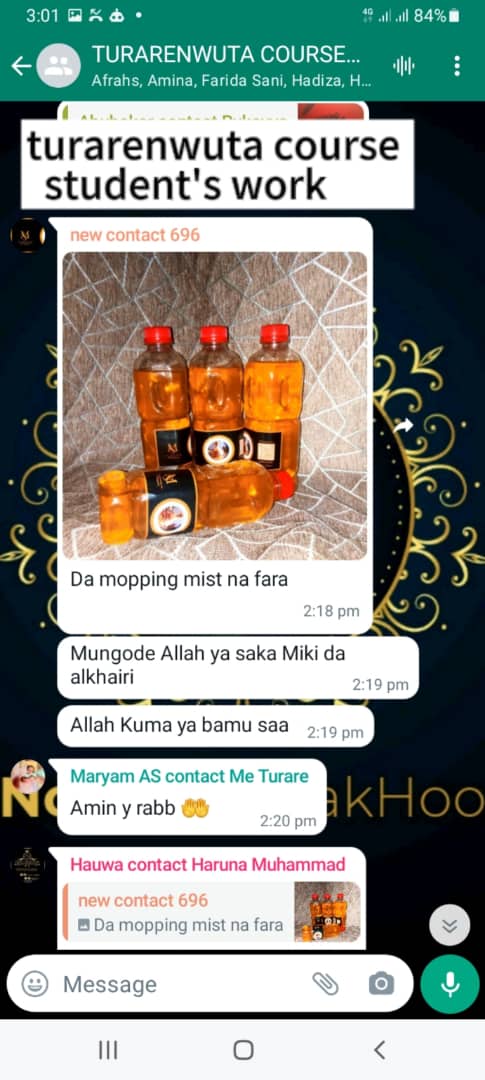 3:01
4G
84%
TURARENWUTA COURSE...
Afrahs, Amina, Farida Sani, Hadiza, H...
turarenwuta course
student's work
new contact 696
Da mopping mist na fara
2:18 pm
Mungode Allah ya saka Miki da
alkhairi
2:19 pm
Allah Kuma ya bamu saa
2:19 pm
Maryam AS contact Me Turare
Amin y rabb 🤲
2:20 pm
Hauwa contact Haruna Muhammad
new contact 696
Da mopping mist na fara
Message